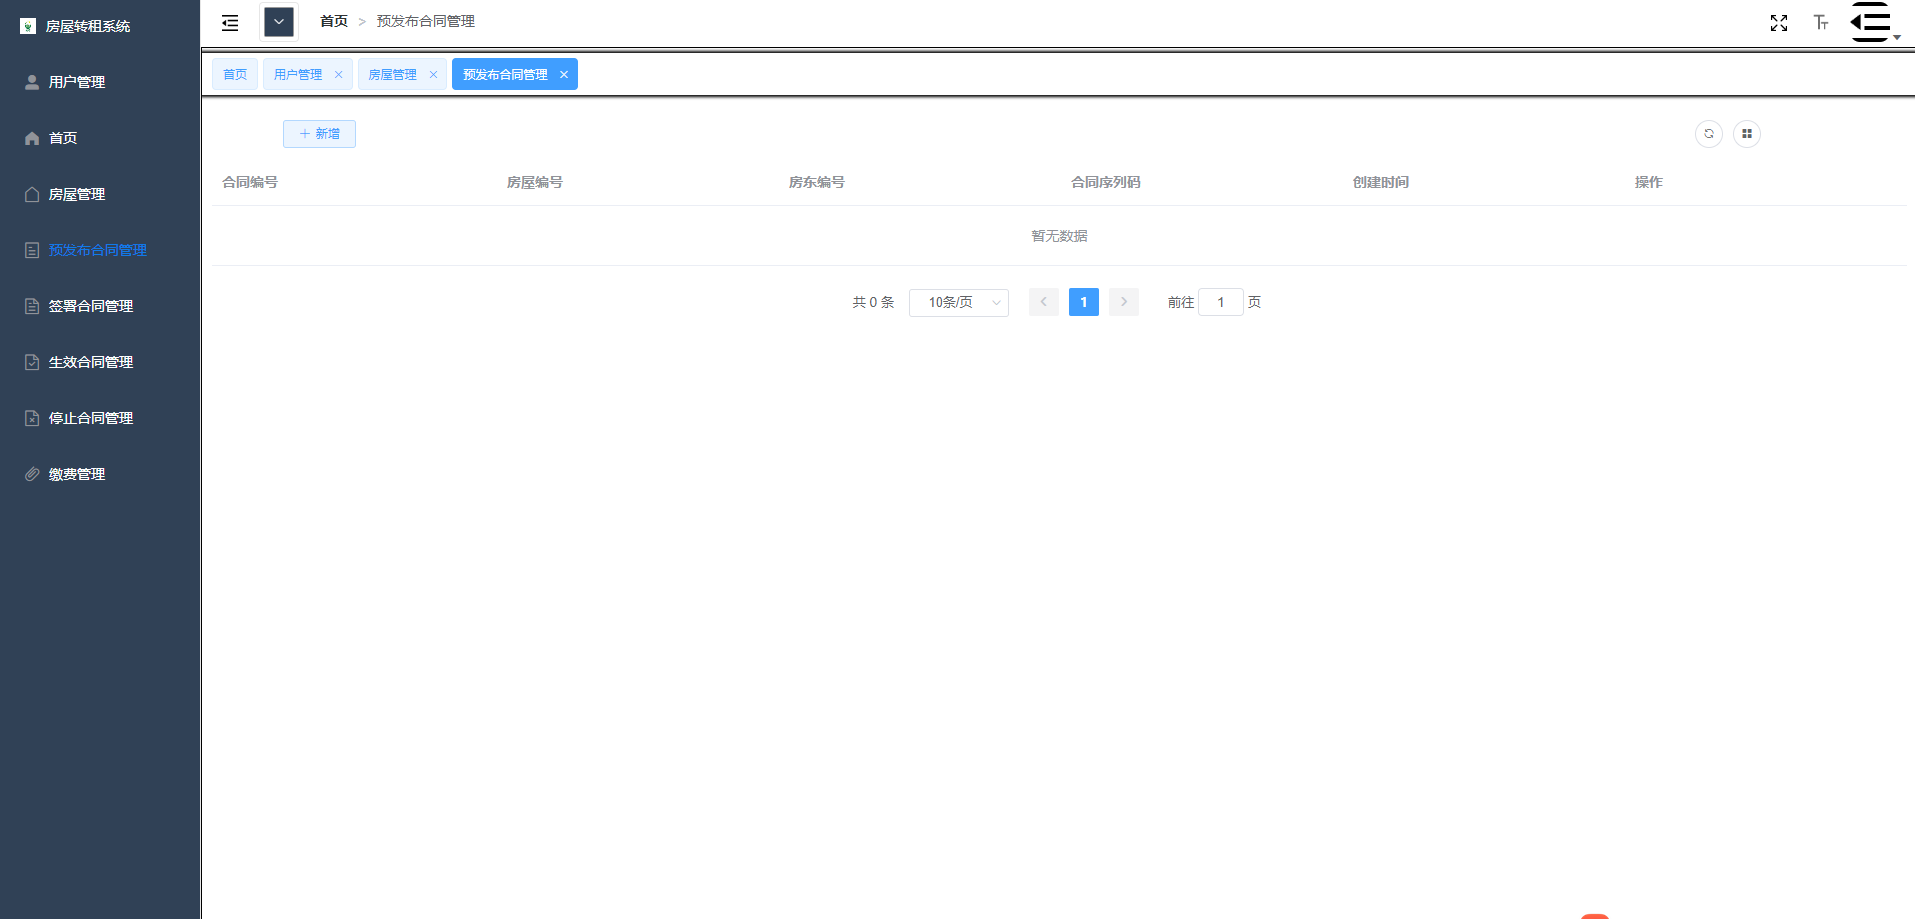 房屋转租系统
用户管理
首页
房屋管理
预发布合同管理
签署合同管理
生效合同管理
停止合同管理
缴费管理
首页 > 预发布合同管理
首页 用户管理 房屋管理 预发布合同管理
新增
合同编号 房屋编号 房东编号 合同序列码 创建时间 操作
暂无数据
共 0 条 10条/页 1 前往 1 页